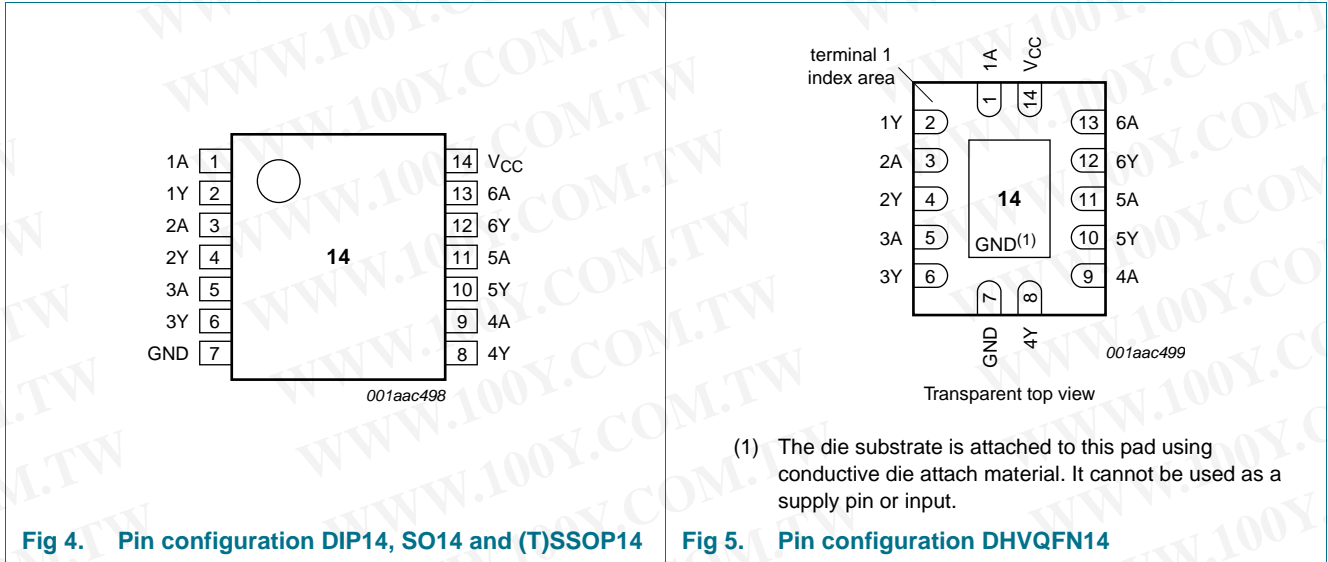 1A 1
1Y 2
2A 3
2Y 4
3A 5
3Y 6
GND 7
14
14 VCC
13 6A
12 6Y
11 5A
10 5Y
9 4A
8 4Y
001aac498
Fig 4. Pin configuration DIP14, SO14 and (T)SSOP14
terminal 1
index area
1A
VCC
1
14
1Y 2
2A 3
2Y 4
3A 5
3Y 6
14
GND(1)
13 6A
12 6Y
11 5A
10 5Y
9 4A
7
8
GND
4Y
001aac499
Transparent top view
(1) The die substrate is attached to this pad using
conductive die attach material. It cannot be used as a
supply pin or input.
Fig 5. Pin configuration DHVQFN14
WWW.100Y.COM.TW